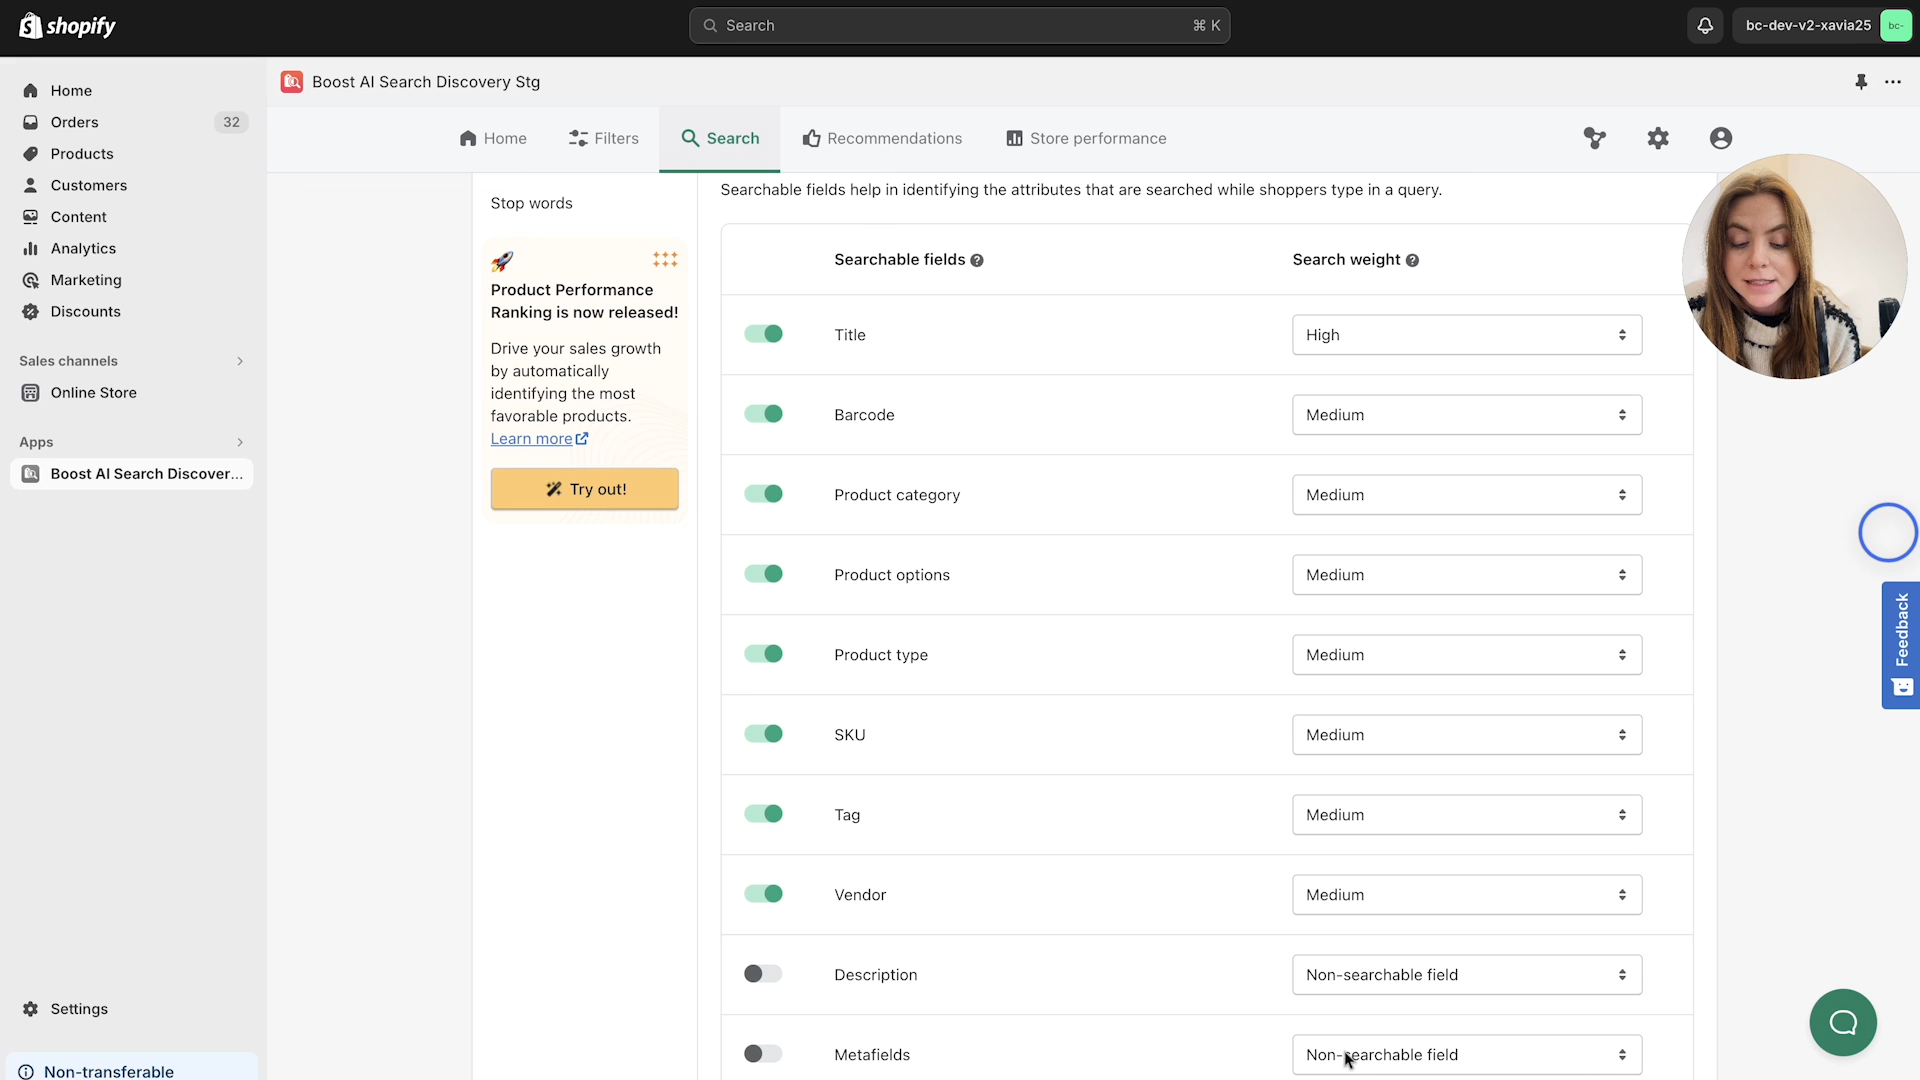 shopify
Search
⌘ K
bc-dev-v2-xavia25
bc-
Home
Orders
32
Products
Customers
Content
Analytics
Marketing
Discounts
Sales channels
Online Store
Apps
Boost AI Search Discover...
Settings
Non-transferable
Boost AI Search Discovery Stg
Home
Filters
Search
Recommendations
Store performance
Stop words
Product Performance
Ranking is now released!
Drive your sales growth
by automatically
identifying the most
favorable products.
Learn more
Try out!
Searchable fields help in identifying the attributes that are searched while shoppers type in a query.
Searchable fields
Search weight
Title
High
Barcode
Medium
Product category
Medium
Product options
Medium
Product type
Medium
SKU
Medium
Tag
Medium
Vendor
Medium
Description
Non-searchable field
Metafields
Non-searchable field
Feedback